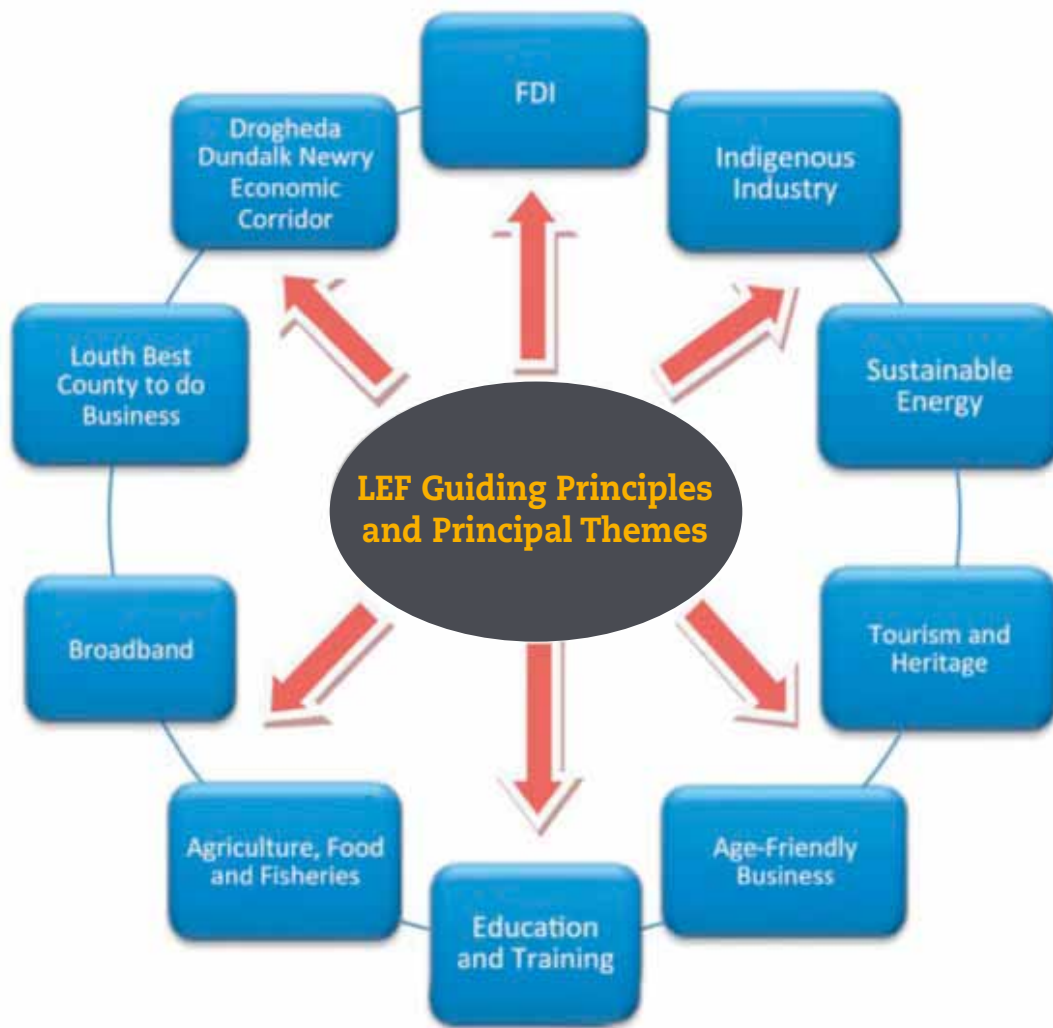 FDI
Indigenous
Industry
Sustainable
Energy
Tourism and
Heritage
Age-Friendly
Business
Education
and Training
Agriculture, Food
and Fisheries
Broadband
Louth Best
County to do
Business
Drogheda
Dundalk Newry
Economic
Corridor
LEF Guiding Principles
and Principal Themes